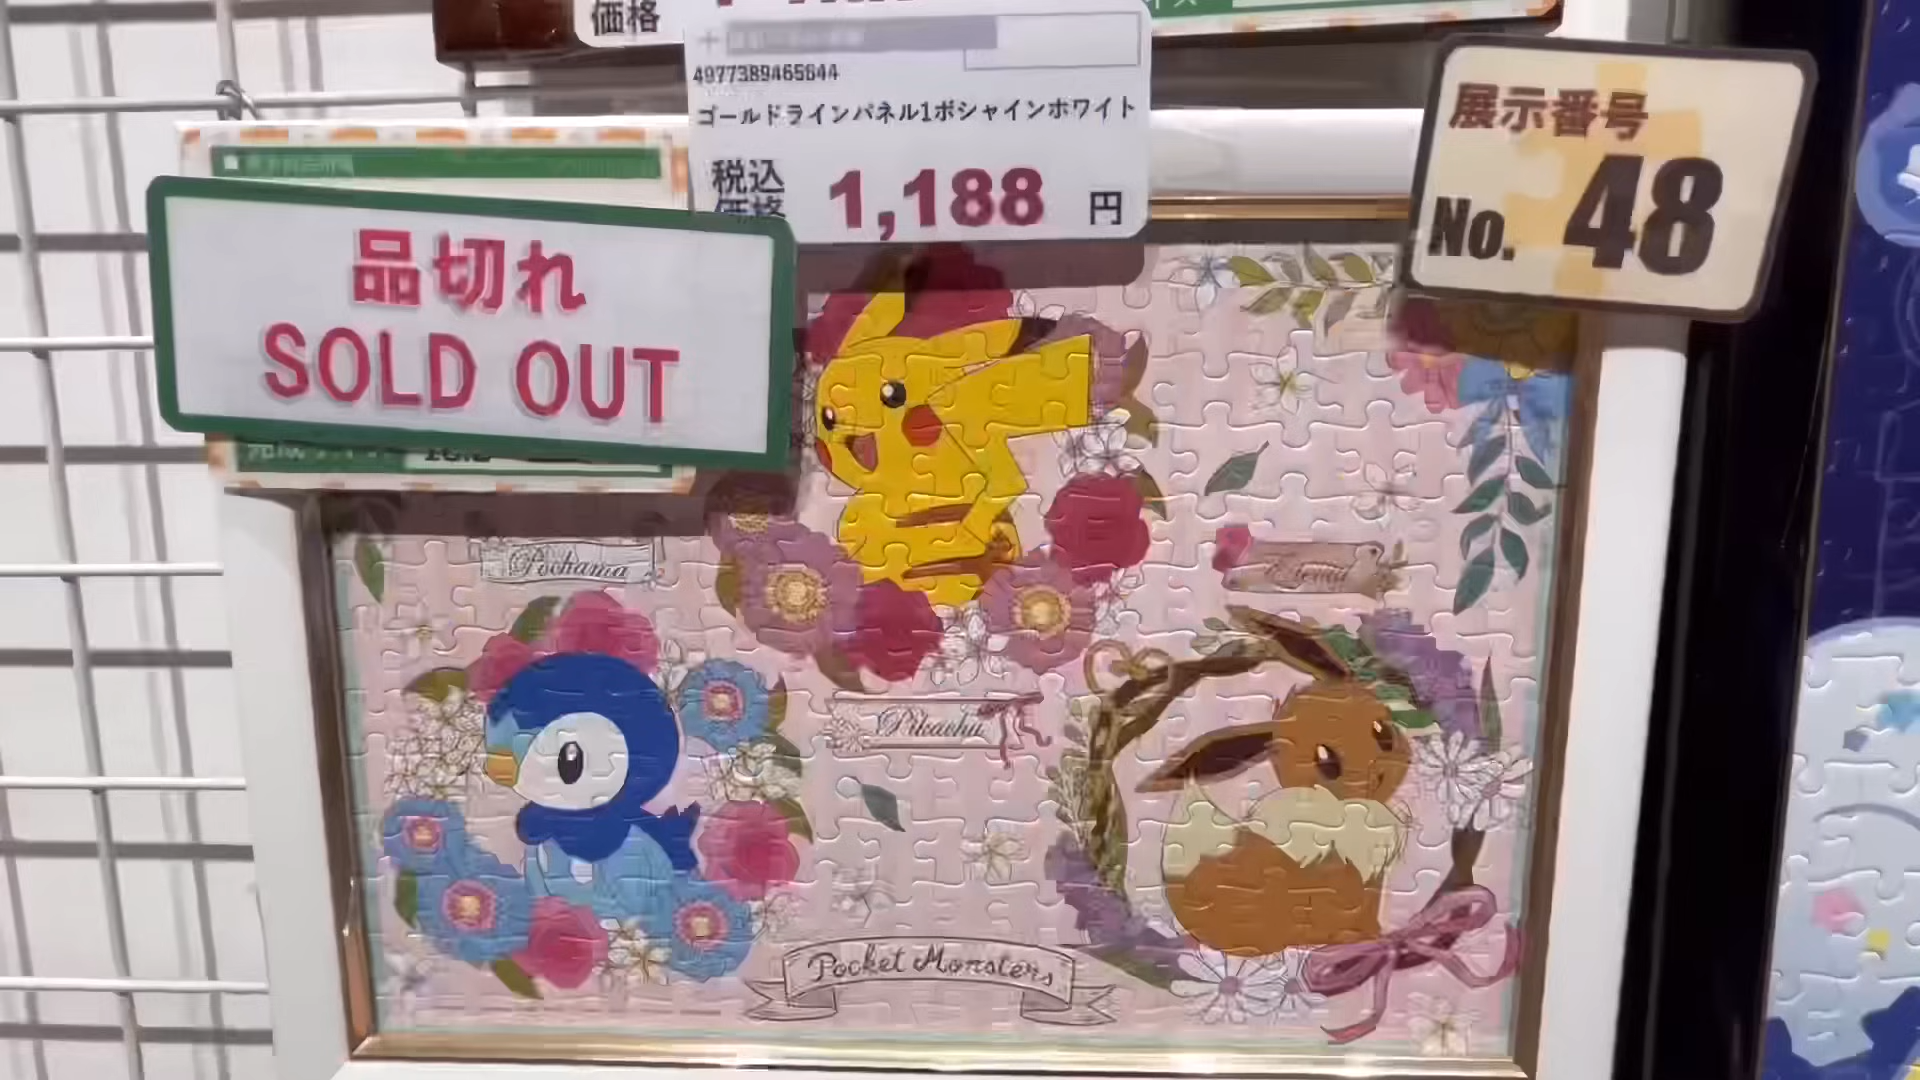 価格
4977389465644
ゴールドラインパネル1ボシャインホワイト
税込
価格 1,188 円
展示番号
No. 48
品切れ
SOLD OUT
Pochama
Pikachu
Pocket Monsters